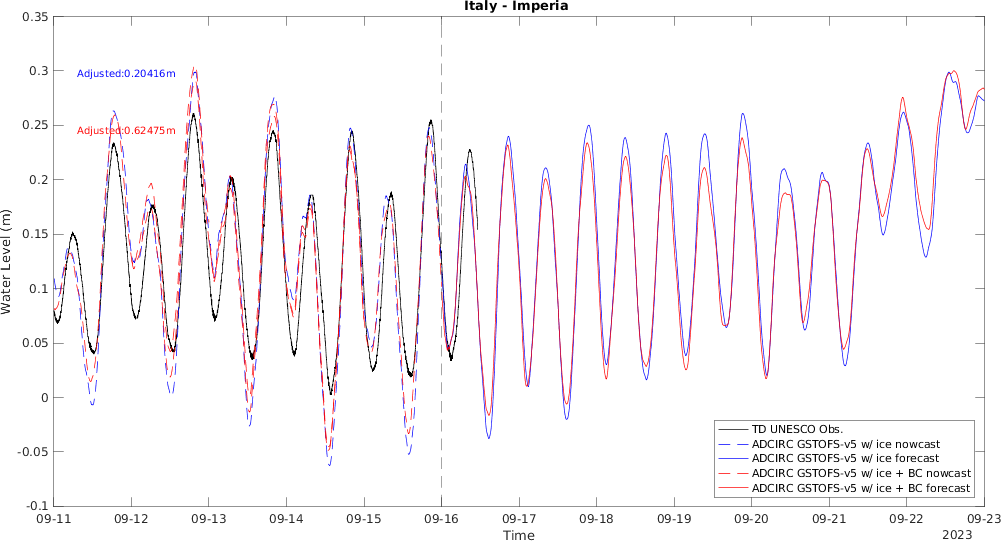 Italy - Imperia
0.35
0.3
0.25
0.2
0.15
0.1
0.05
0
-0.05
-0.1
Water Level (m)
Adjusted:0.20416m
Adjusted:0.62475m
TD UNESCO Obs.
ADCIRC GSTOFS-v5 w/ ice nowcast
ADCIRC GSTOFS-v5 w/ ice forecast
ADCIRC GSTOFS-v5 w/ ice + BC nowcast
ADCIRC GSTOFS-v5 w/ ice + BC forecast
09-11 09-12 09-13 09-14 09-15 09-16 09-17 09-18 09-19 09-20 09-21 09-22 09-23
Time
2023